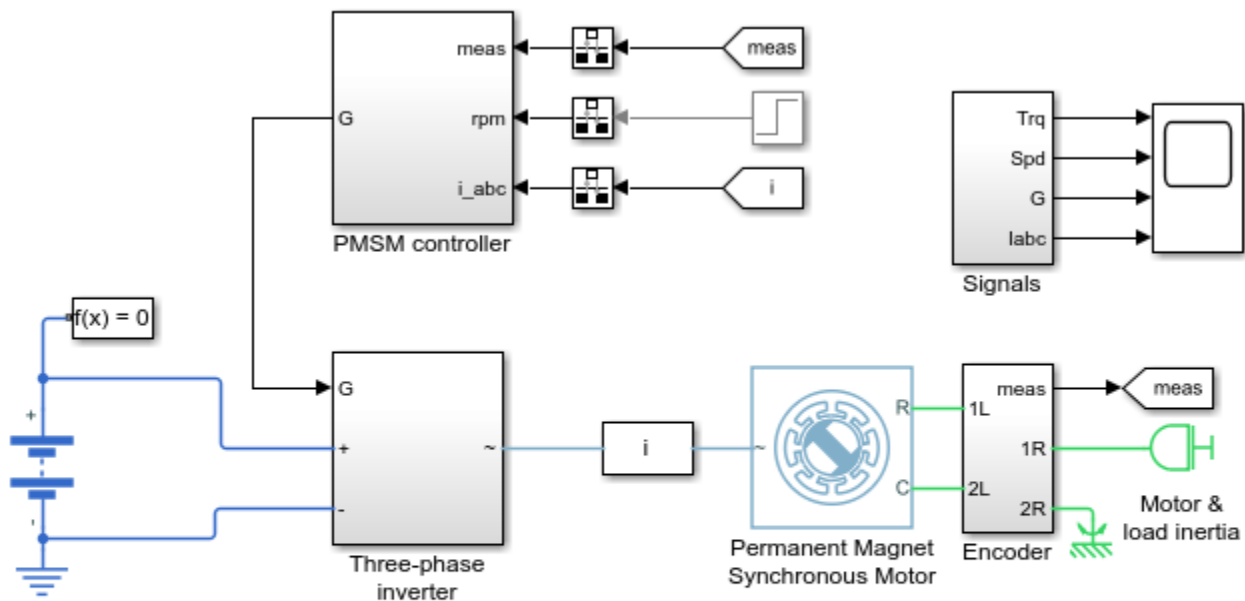 meas
rpm
i_abc
G
PMSM controller
meas
i
Trq
Spd
G
Iabc
Signals
f(x) = 0
+
-
G
+
-
~
Three-phase
inverter
i
~
R
C
Permanent Magnet
Synchronous Motor
1L
2L
meas
1R
2R
Encoder
meas
Motor &
load inertia